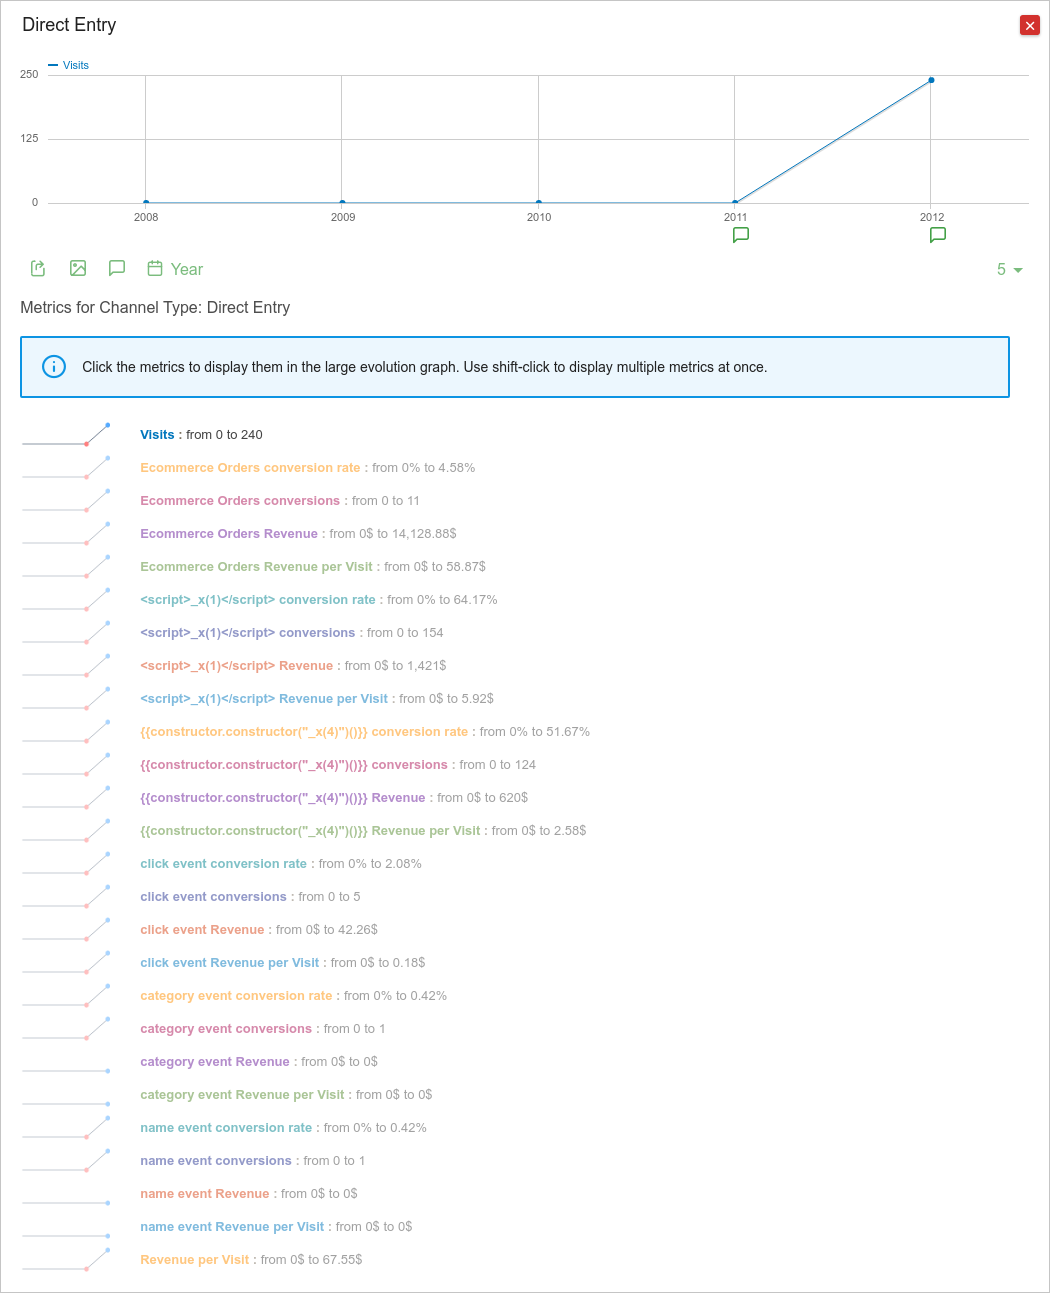 Direct Entry
Visits
250
125
0
2008 2009 2010 2011 2012
Year 5
Metrics for Channel Type: Direct Entry
Click the metrics to display them in the large evolution graph. Use shift-click to display multiple metrics at once.
Visits : from 0 to 240
Ecommerce Orders conversion rate : from 0% to 4.58%
Ecommerce Orders conversions : from 0 to 11
Ecommerce Orders Revenue : from 0$ to 14,128.88$
Ecommerce Orders Revenue per Visit : from 0$ to 58.87$
<script>_x(1)</script> conversion rate : from 0% to 64.17%
<script>_x(1)</script> conversions : from 0 to 154
<script>_x(1)</script> Revenue : from 0$ to 1,421$
<script>_x(1)</script> Revenue per Visit : from 0$ to 5.92$
{{constructor.constructor("_x(4)")()}} conversion rate : from 0% to 51.67%
{{constructor.constructor("_x(4)")()}} conversions : from 0 to 124
{{constructor.constructor("_x(4)")()}} Revenue : from 0$ to 620$
{{constructor.constructor("_x(4)")()}} Revenue per Visit : from 0$ to 2.58$
click event conversion rate : from 0% to 2.08%
click event conversions : from 0 to 5
click event Revenue : from 0$ to 42.26$
click event Revenue per Visit : from 0$ to 0.18$
category event conversion rate : from 0% to 0.42%
category event conversions : from 0 to 1
category event Revenue : from 0$ to 0$
category event Revenue per Visit : from 0$ to 0$
name event conversion rate : from 0% to 0.42%
name event conversions : from 0 to 1
name event Revenue : from 0$ to 0$
name event Revenue per Visit : from 0$ to 0$
Revenue per Visit : from 0$ to 67.55$